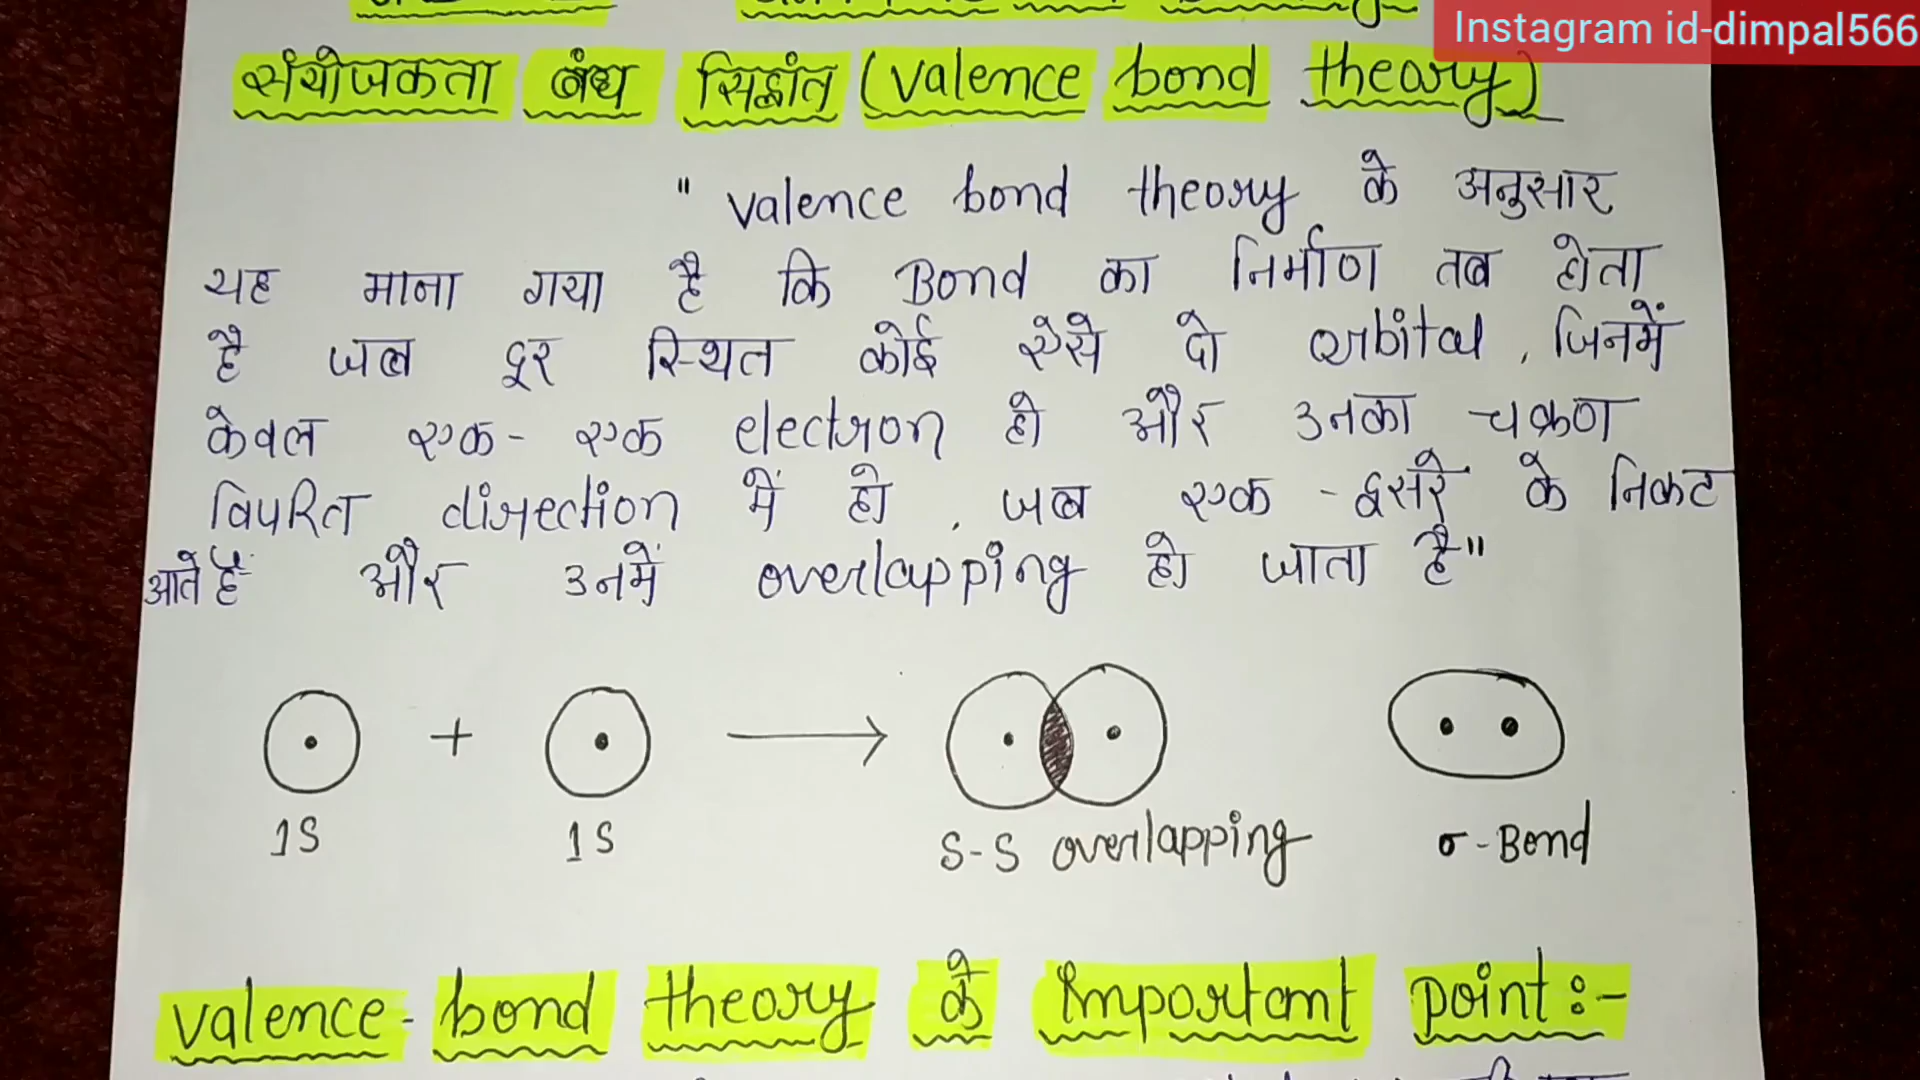 Instagram id-dimpal566
संयोजकता बंध सिद्धांत (valence bond theory)
" valence bond theory के अनुसार
यह माना गया है कि Bond का निर्माण तब होता
है जब दूर स्थित कोई ऐसे दो orbital , जिनमें
केवल एक - एक electron हो और उनका चक्रण
विपरित direction में हो , जब एक - दूसरे के निकट
आते हैं और उनमें overlapping हो जाता है"
+
1S 1S S-S overlapping σ-Bond
valence - bond theory के Important point :-